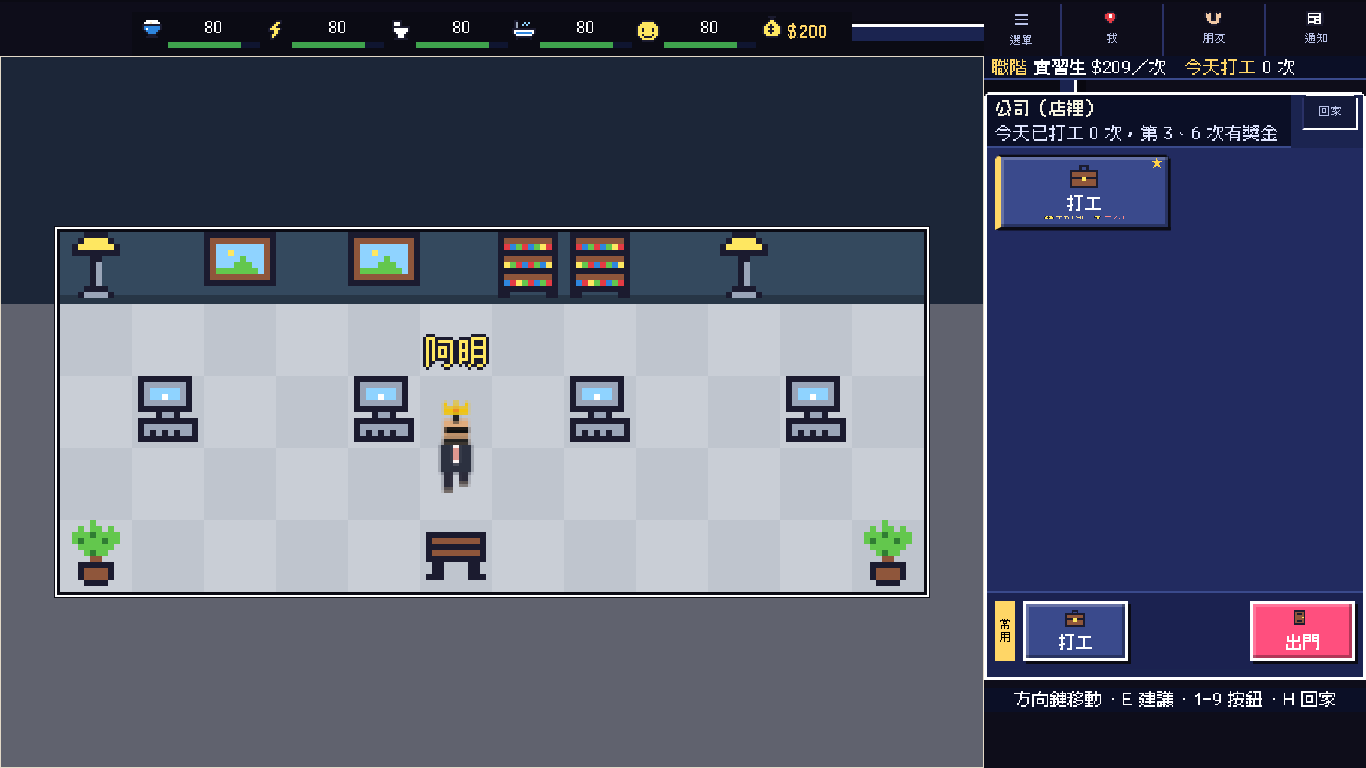 80 80 80 80 80 $200
選單 我 朋友 通知
職階 實習生 $209/次 今天打工 0 次
公司（店裡）
回家
今天已打工 0 次，第 3、6 次有獎金
打工
阿明
常用
打工
出門
方向鍵移動 · E 建議 · 1-9 按鈕 · H 回家